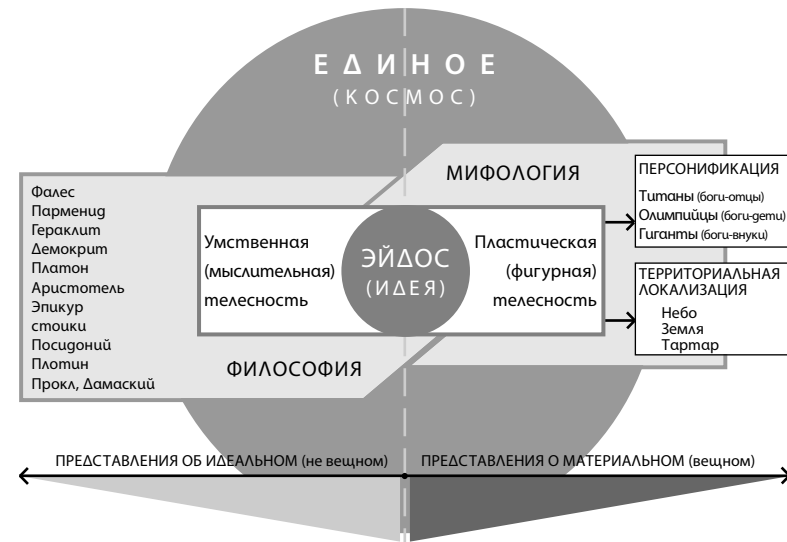 ЕДИНОЕ
(КОСМОС)
МИФОЛОГИЯ
ПЕРСОНИФИКАЦИЯ
Титаны (боги-отцы)
Олимпийцы (боги-дети)
Гиганты (боги-внуки)
Фалес
Парменид
Гераклит
Демокрит
Платон
Аристотель
Эпикур
стоики
Посидоний
Плотин
Прокл, Дамаский
Умственная
(мыслительная)
телесность
ЭЙДОС
(ИДЕЯ)
Пластическая
(фигурная)
телесность
ТЕРРИТОРИАЛЬНАЯ
ЛОКАЛИЗАЦИЯ
Небо
Земля
Тартар
ФИЛОСОФИЯ
ПРЕДСТАВЛЕНИЯ ОБ ИДЕАЛЬНОМ (не вещном)
ПРЕДСТАВЛЕНИЯ О МАТЕРИАЛЬНОМ (вещном)